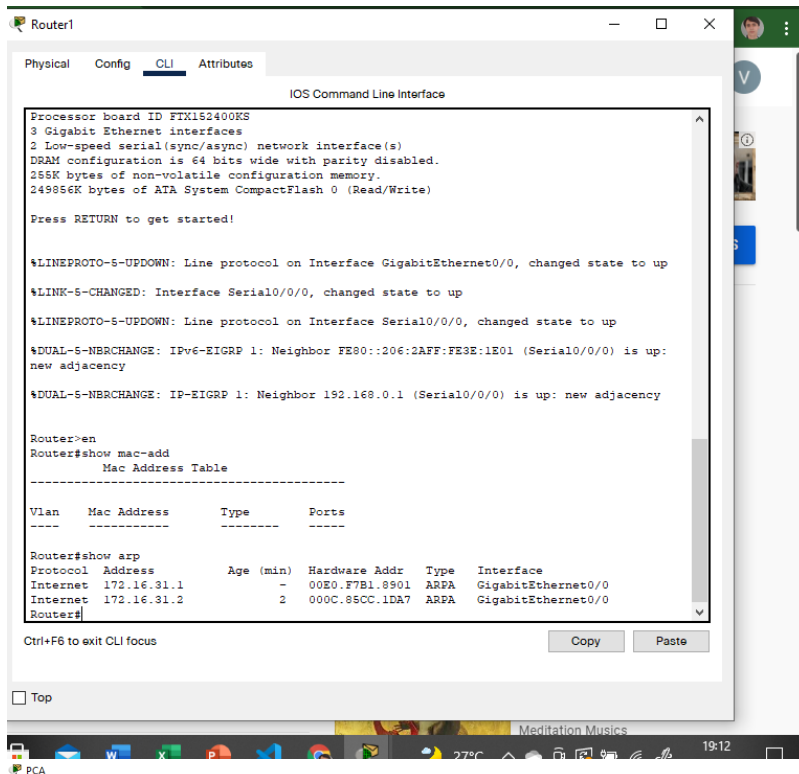 Router1
Physical Config CLI Attributes
IOS Command Line Interface
Processor board ID FTX152400KS
3 Gigabit Ethernet interfaces
2 Low-speed serial(sync/async) network interface(s)
DRAM configuration is 64 bits wide with parity disabled.
255K bytes of non-volatile configuration memory.
249856K bytes of ATA System CompactFlash 0 (Read/Write)
Press RETURN to get started!
%LINEPROTO-5-UPDOWN: Line protocol on Interface GigabitEthernet0/0, changed state to up
%LINK-5-CHANGED: Interface Serial0/0/0, changed state to up
%LINEPROTO-5-UPDOWN: Line protocol on Interface Serial0/0/0, changed state to up
%DUAL-5-NBRCHANGE: IPv6-EIGRP 1: Neighbor FE80::206:2AFF:FE3E:1E01 (Serial0/0/0) is up:
new adjacency
%DUAL-5-NBRCHANGE: IP-EIGRP 1: Neighbor 192.168.0.1 (Serial0/0/0) is up: new adjacency
Router>en
Router#show mac-add
Mac Address Table
-------------------------------------------
Vlan Mac Address Type Ports
---- ----------- -------- -----
Router#show arp
Protocol Address Age (min) Hardware Addr Type Interface
Internet 172.16.31.1 - 00E0.F7B1.8901 ARPA GigabitEthernet0/0
Internet 172.16.31.2 2 000C.85CC.1DA7 ARPA GigabitEthernet0/0
Router#
Ctrl+F6 to exit CLI focus
Copy Paste
Top
V
S
Meditation Musics
27°C 19:12
PCA